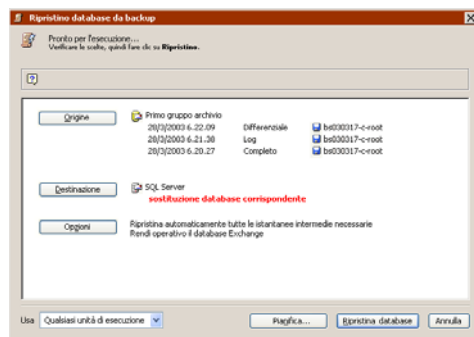 Ripristino database da backup
Pronto per l'esecuzione...
Verificare le scelte, quindi fare clic su Ripristino.
Origine
Primo gruppo archivio
28/3/2003 6.22.09 Differenziale bs030317-c-root
28/3/2003 6.21.38 Log bs030317-c-root
28/3/2003 6.20.27 Completo bs030317-c-root
Destinazione
SQL Server
sostituzione database corrispondente
Opzioni
Ripristina automaticamente tutte le istantanee intermedie necessarie
Rendi operativo il database Exchange
Usa Qualsiasi unità di esecuzione Pianifica... Ripristina database Annulla